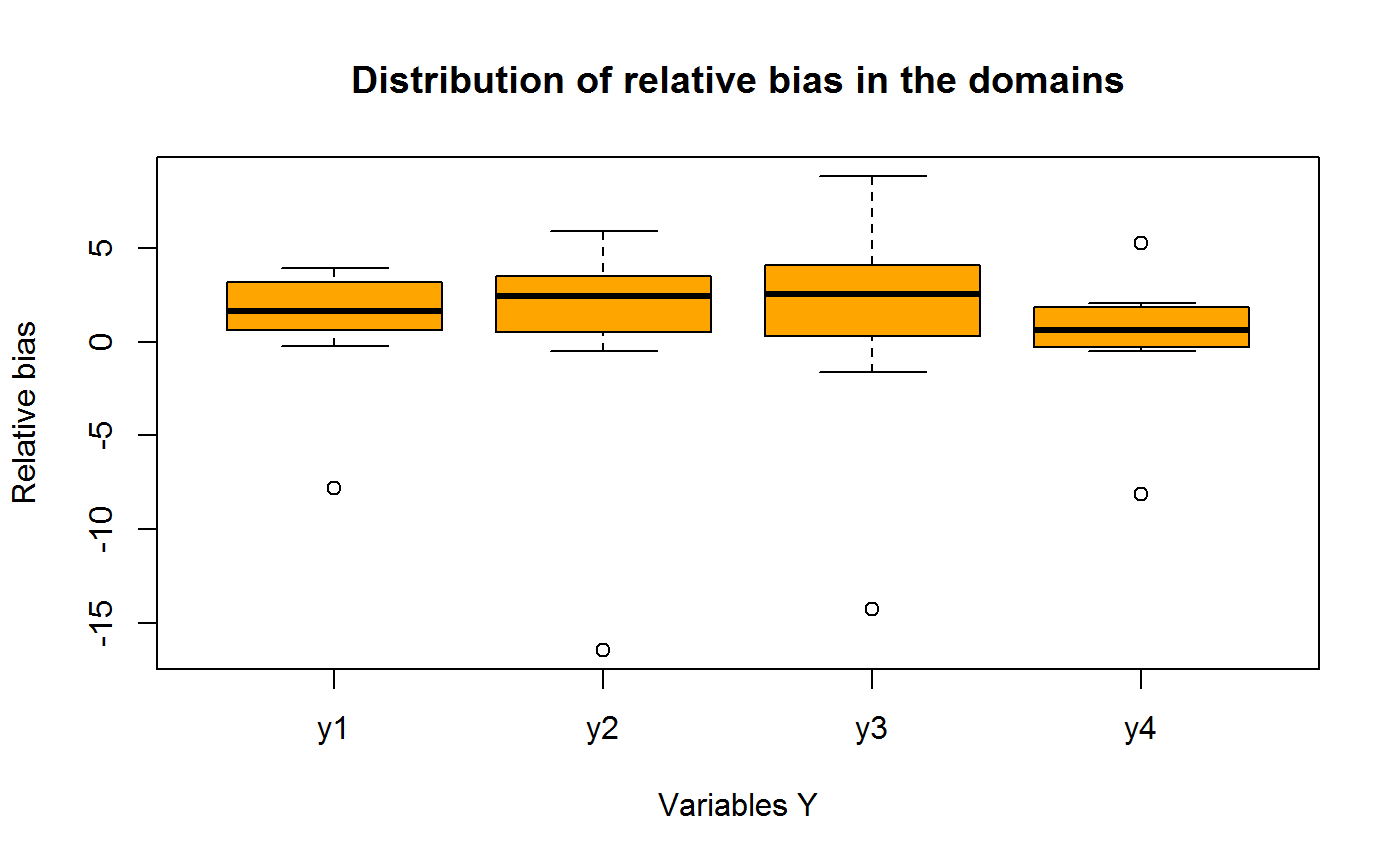 Distribution of relative bias in the domains
Relative bias
5
0
-5
-10
-15
y1 y2 y3 y4
Variables Y